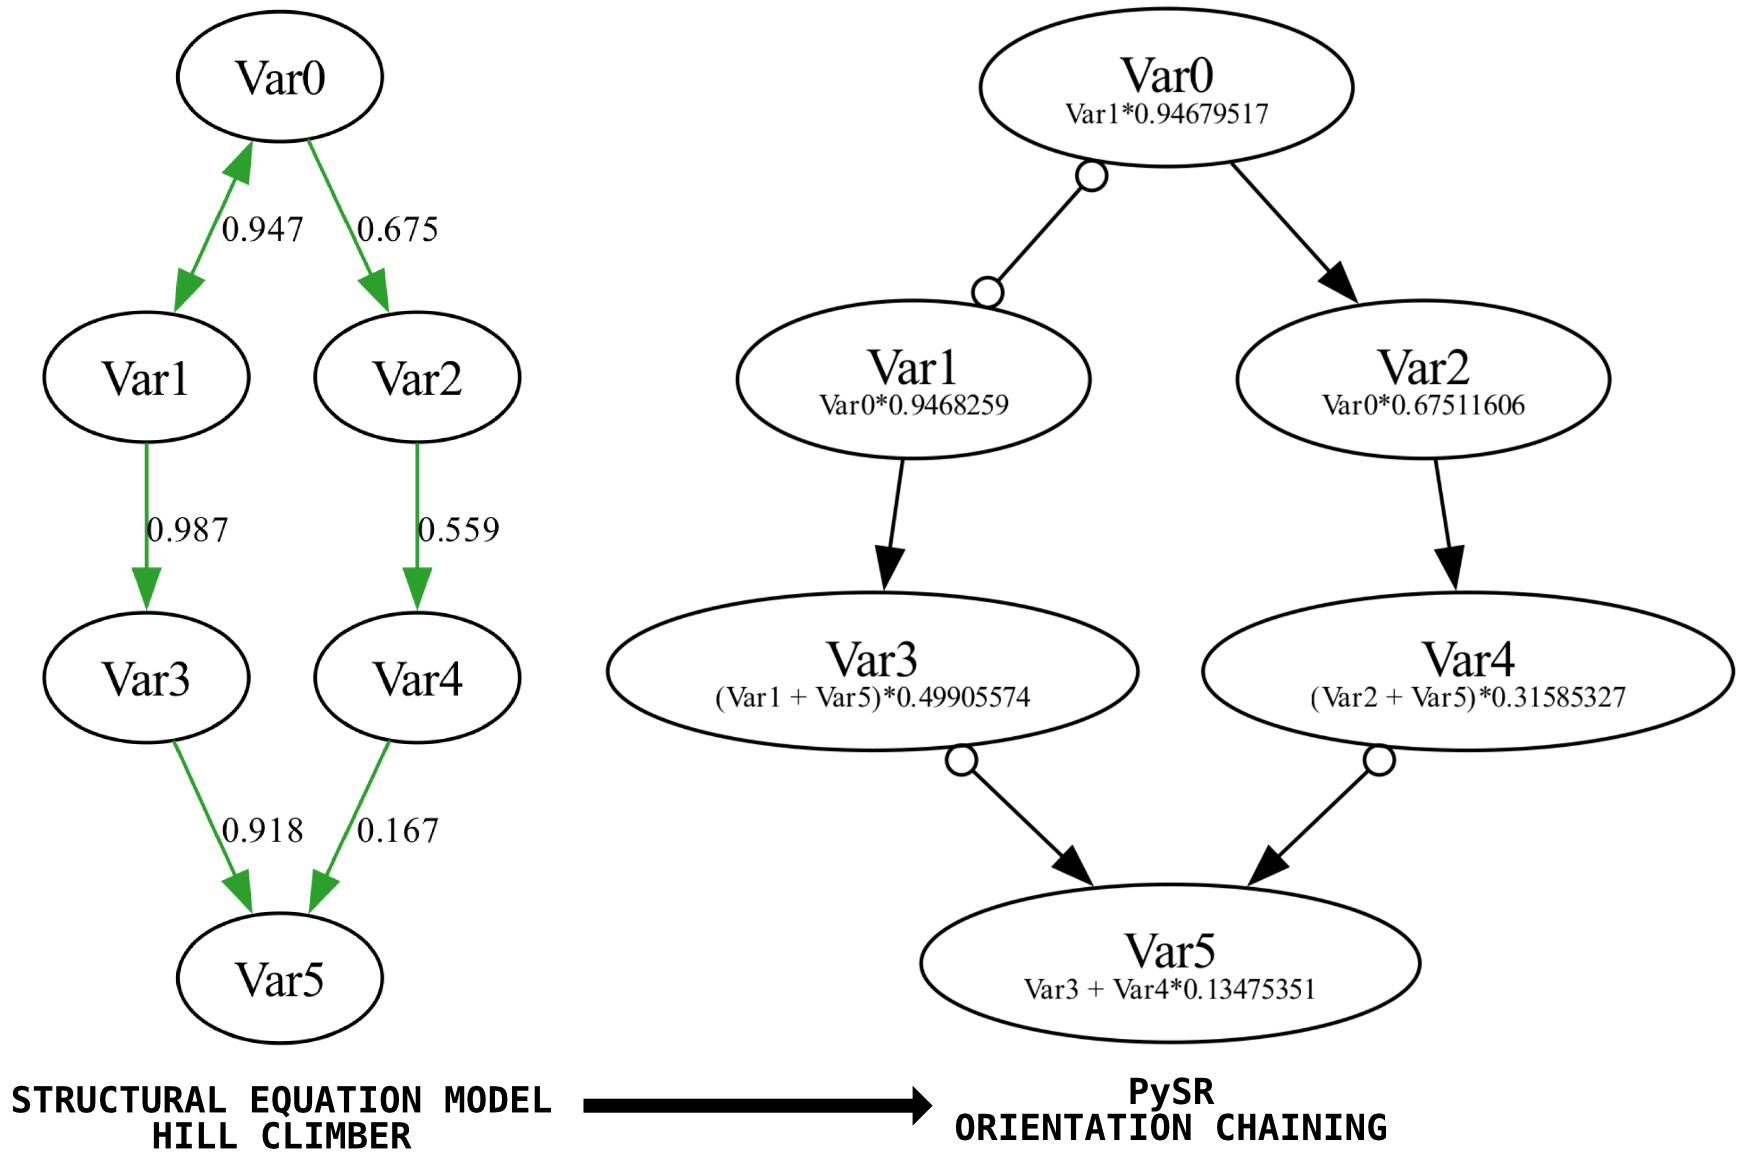 Var0
0.947
0.675
Var1
Var2
0.987
0.559
Var3
Var4
0.918
0.167
Var5
STRUCTURAL EQUATION MODEL
HILL CLIMBER
Var0
Var1*0.94679517
Var1
Var0*0.9468259
Var2
Var0*0.67511606
Var3
(Var1 + Var5)*0.49905574
Var4
(Var2 + Var5)*0.31585327
Var5
Var3 + Var4*0.13475351
PySR
ORIENTATION CHAINING